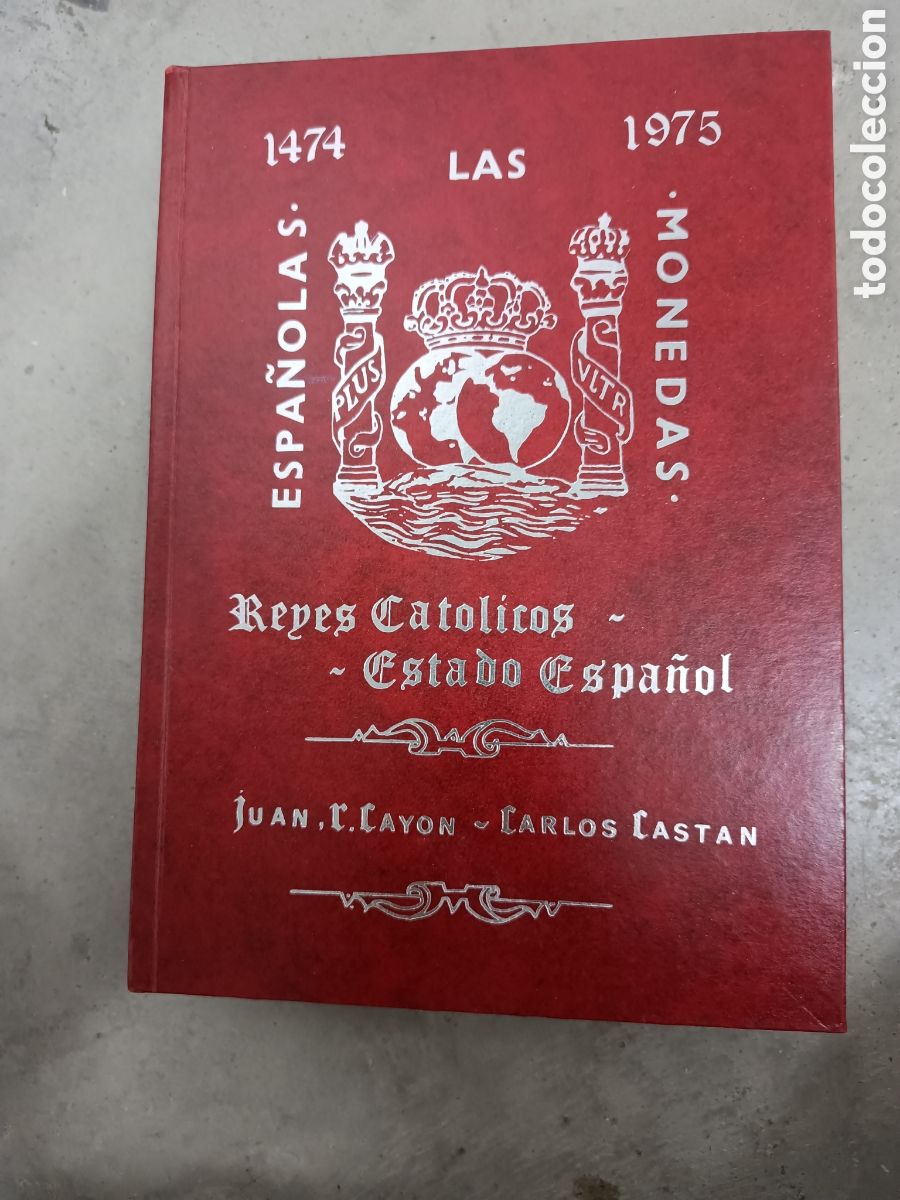 1474
1975
LAS
·MONEDAS·
ESPAÑOLAS·
PLUS
VLTR
Reyes Catolicos -
- Estado Español
JUAN, R. CAYON - CARLOS CASTAN
todocoleccion